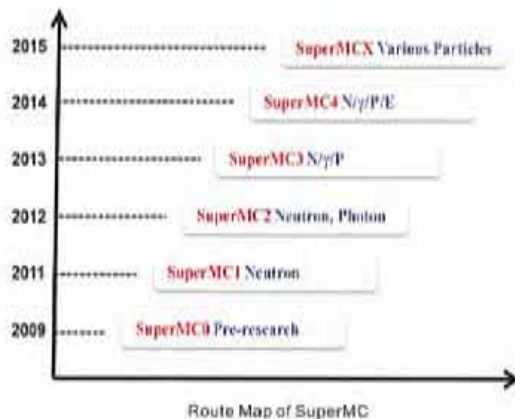 2015 SuperMCX Various Particles
2014 SuperMC4 N/γ/P/E
2013 SuperMC3 N/γ/P
2012 SuperMC2 Neutron, Photon
2011 SuperMC1 Neutron
2009 SuperMC0 Pre-research
Route Map of SuperMC